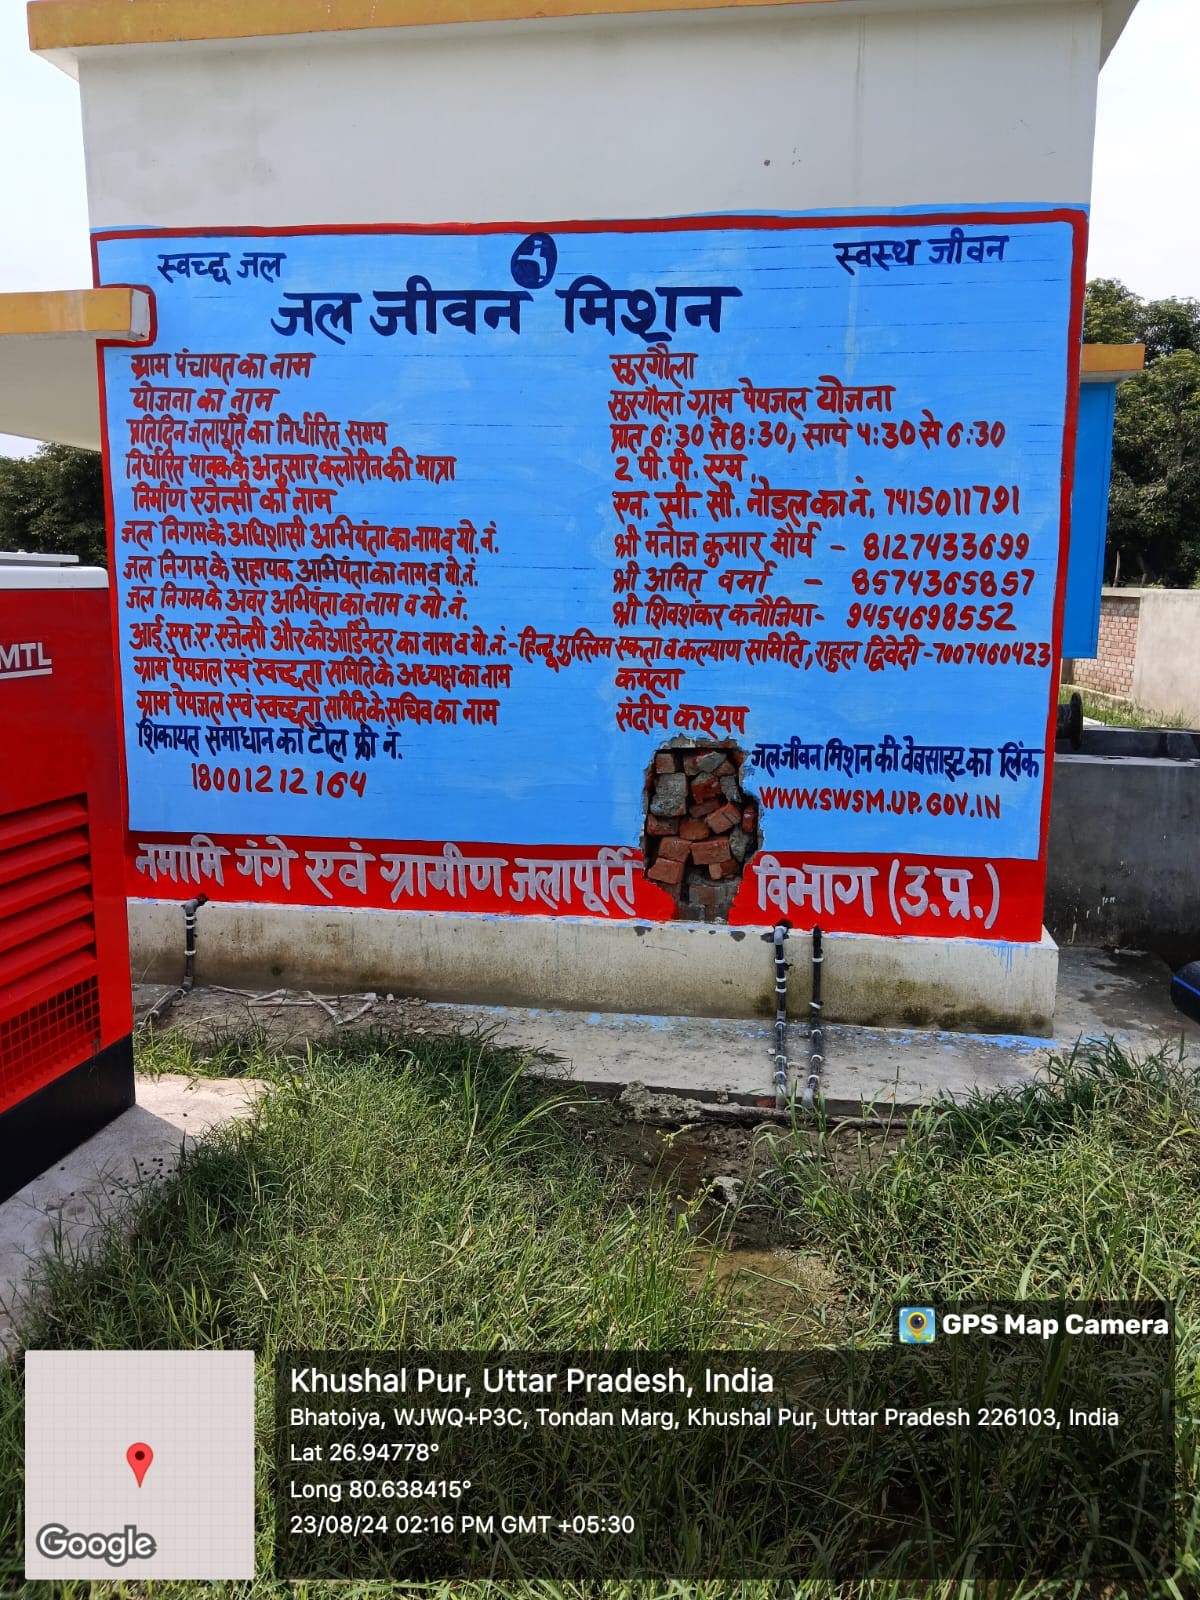 स्वच्छ जल
स्वस्थ जीवन
जल जीवन मिशन
ग्राम पंचायत का नाम सुरगौला
योजना का नाम सुरगौला ग्राम पेयजल योजना
प्रतिदिन जलापूर्ति का निर्धारित समय प्रात 6:30 से 8:30, सायं 4:30 से 6:30
निर्धारित मानक के अनुसार क्लोरीन की मात्रा 2 पी. पी. एम.
निर्माण एजेन्सी का नाम एन. सी. सी. नोडल का नं. 7415011791
जल निगम के अधिशासी अभियंता का नाम व मो. नं. श्री मनोज कुमार मौर्य - 8127433699
जल निगम के सहायक अभियंता का नाम व मो. नं. श्री अमित वर्मा - 8574365857
जल निगम के अवर अभियंता का नाम व मो. नं. श्री शिवशंकर कनौजिया- 9454698552
आई. एस. ए. एजेन्सी और कोआर्डिनेटर का नाम व मो. नं.-हिन्दू मुस्लिम एकता व कल्याण समिति, राहुल द्विवेदी -7007460423
ग्राम पेयजल एवं स्वच्छता समिति के अध्यक्ष का नाम कमला
ग्राम पेयजल एवं स्वच्छता समिति के सचिव का नाम संदीप कश्यप
शिकायत समाधान का टोल फ्री नं.
18001212164
जल जीवन मिशन की वेबसाइट का लिंक
WWW.SWSM.UP.GOV.IN
नमामि गंगे एवं ग्रामीण जलापूर्ति विभाग (उ.प्र.)
MTL
GPS Map Camera
Khushal Pur, Uttar Pradesh, India
Bhatoiya, WJWQ+P3C, Tondan Marg, Khushal Pur, Uttar Pradesh 226103, India
Lat 26.94778°
Long 80.638415°
23/08/24 02:16 PM GMT +05:30
Google